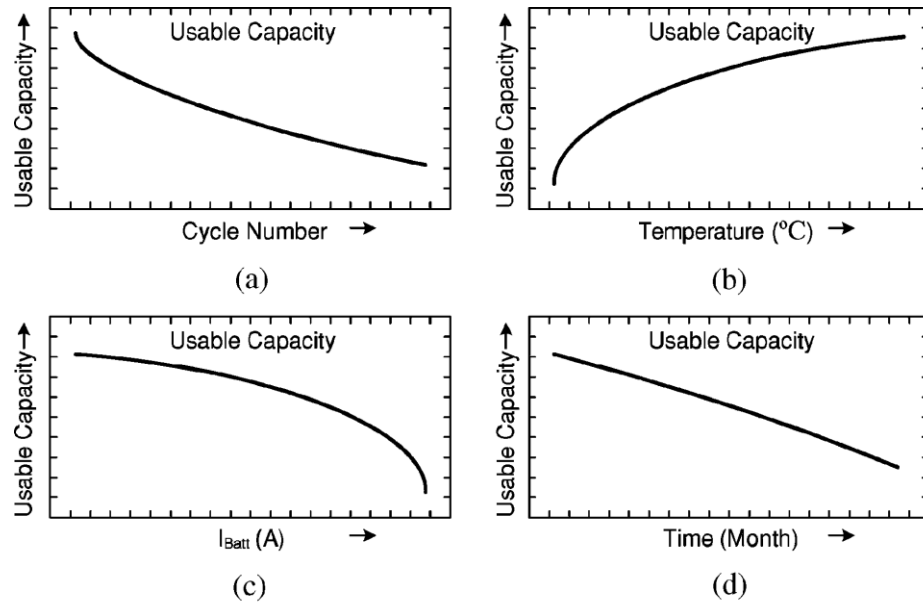 Usable Capacity
Usable Capacity→
Cycle Number →
(a)
Usable Capacity
Usable Capacity→
Temperature (ºC) →
(b)
Usable Capacity
Usable Capacity→
I_Batt (A) →
(c)
Usable Capacity
Usable Capacity→
Time (Month) →
(d)